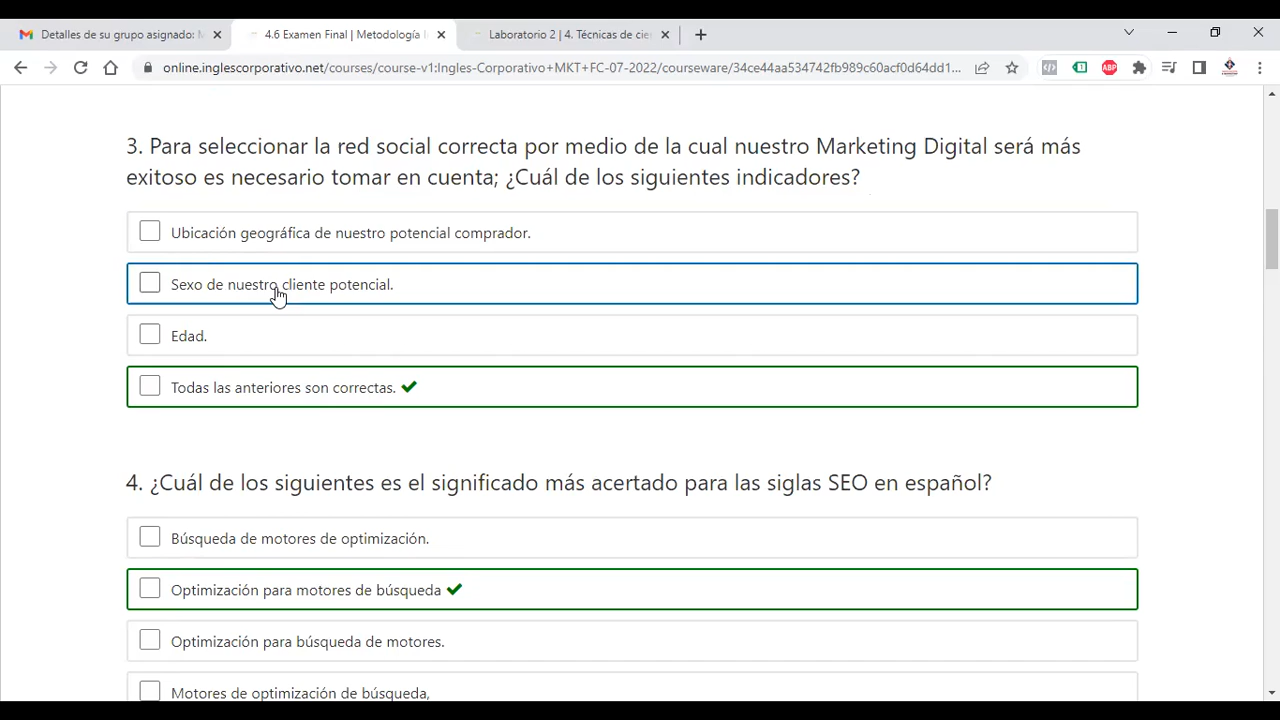 Detalles de su grupo asignado: M
4.6 Examen Final | Metodología I
Laboratorio 2 | 4. Técnicas de cie
online.inglescorporativo.net/courses/course-v1:Ingles-Corporativo+MKT+FC-07-2022/courseware/34ce44aa534742fb989c60acf0d64dd1...
ABP
3. Para seleccionar la red social correcta por medio de la cual nuestro Marketing Digital será más
exitoso es necesario tomar en cuenta; ¿Cuál de los siguientes indicadores?
Ubicación geográfica de nuestro potencial comprador.
Sexo de nuestro cliente potencial.
Edad.
Todas las anteriores son correctas.
4. ¿Cuál de los siguientes es el significado más acertado para las siglas SEO en español?
Búsqueda de motores de optimización.
Optimización para motores de búsqueda
Optimización para búsqueda de motores.
Motores de optimización de búsqueda,